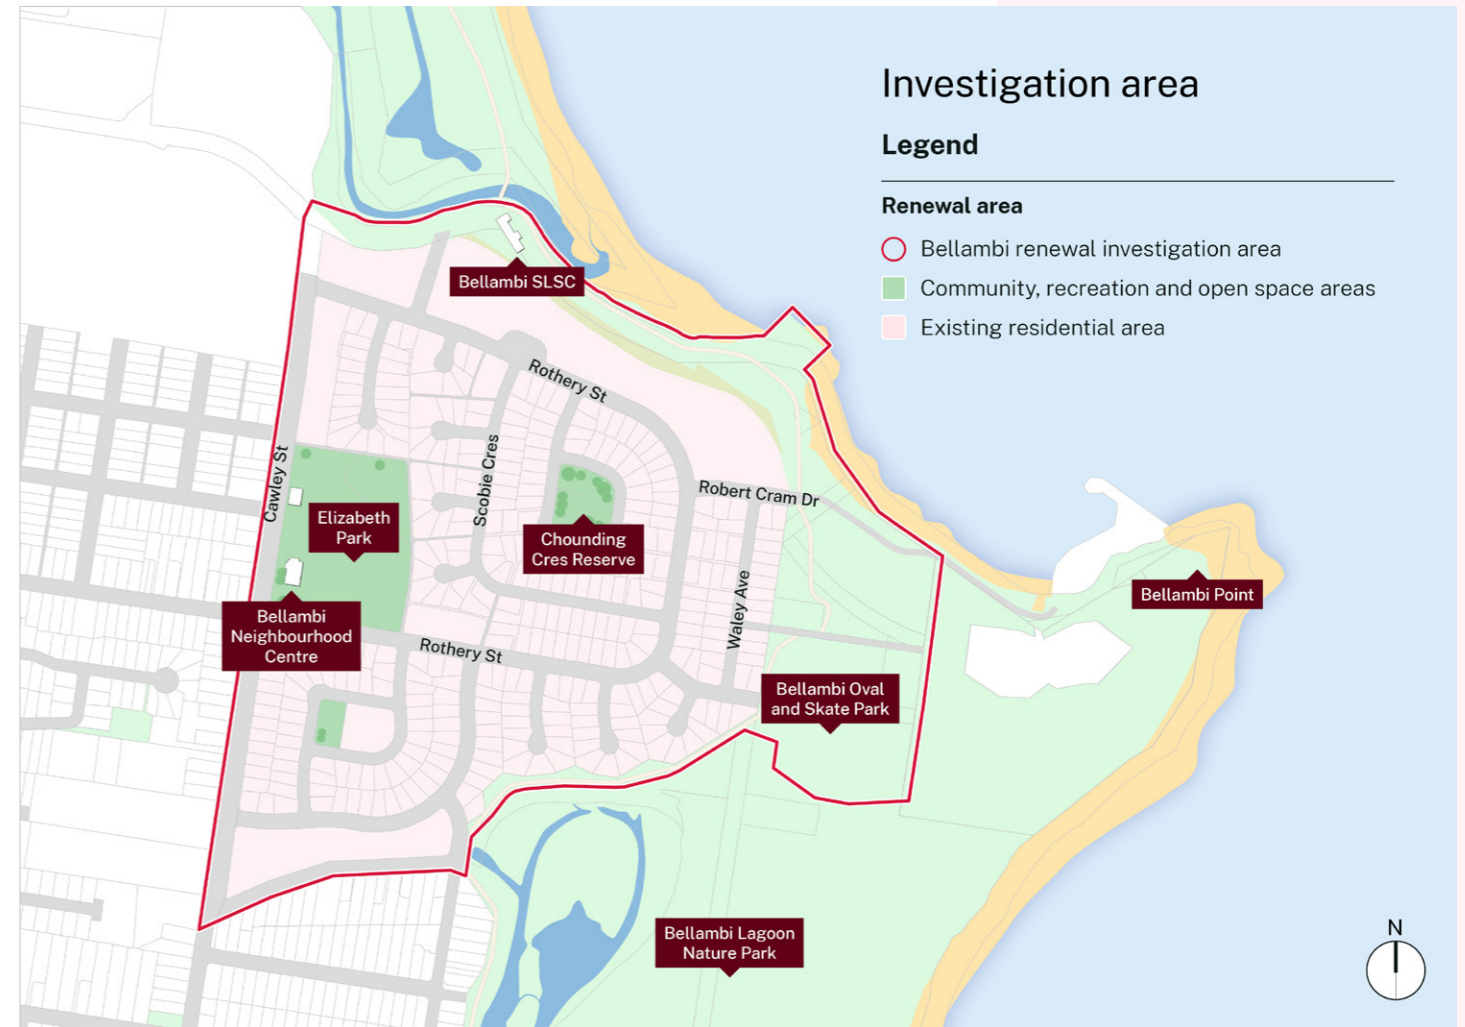 Investigation area
Legend
Renewal area
Bellambi renewal investigation area
Community, recreation and open space areas
Existing residential area
Bellambi SLSC
Rothery St
Cawley St
Scobie Cres
Robert Cram Dr
Elizabeth
Park
Chounding
Cres Reserve
Bellambi Point
Bellambi
Neighbourhood
Centre
Waley Ave
Rothery St
Bellambi Oval
and Skate Park
Bellambi Lagoon
Nature Park
N